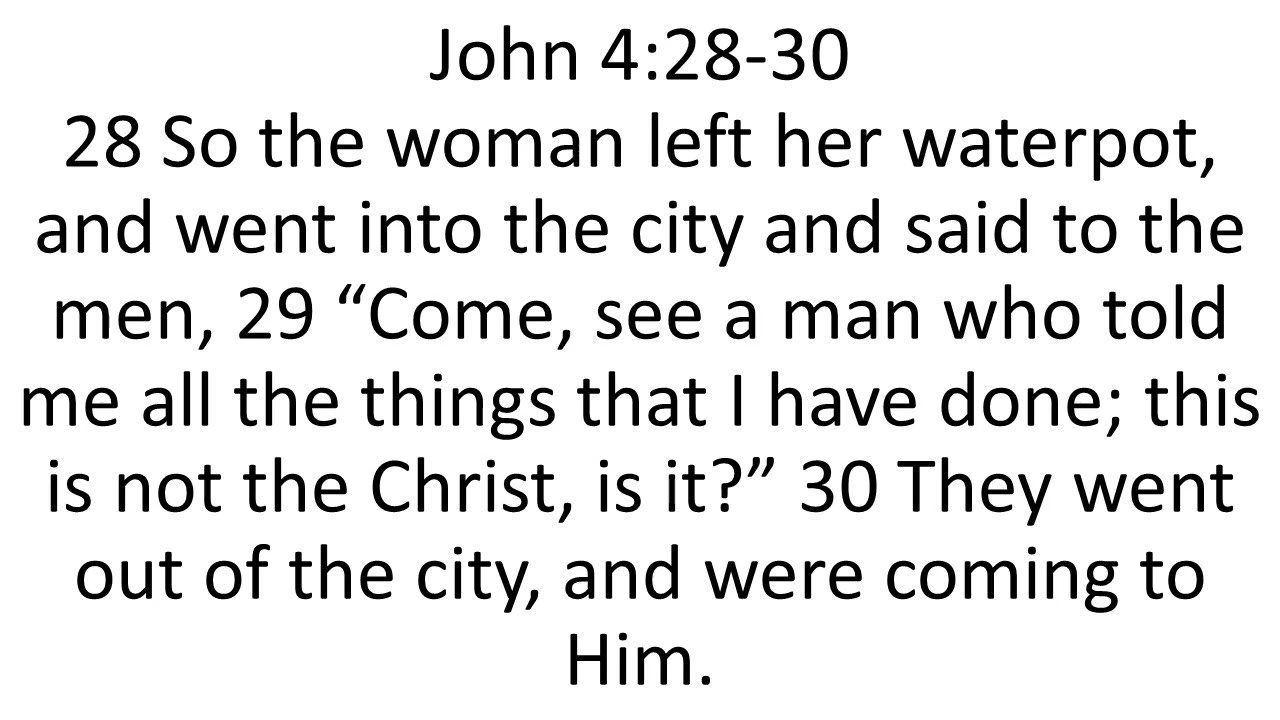 John 4:28-30
28 So the woman left her waterpot,
and went into the city and said to the
men, 29 “Come, see a man who told
me all the things that I have done; this
is not the Christ, is it?” 30 They went
out of the city, and were coming to
Him.